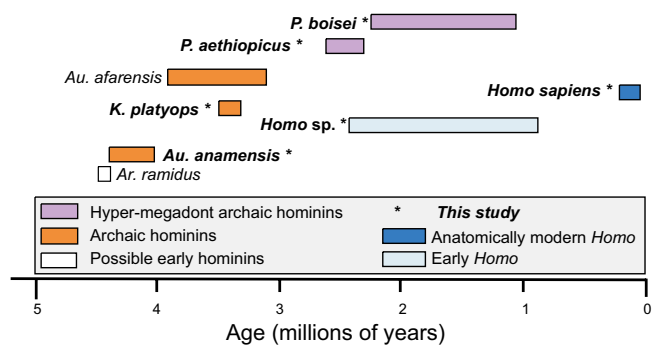 P. boisei *
P. aethiopicus *
Au. afarensis
Homo sapiens *
K. platyops *
Homo sp. *
Au. anamensis *
Ar. ramidus
Hyper-megadont archaic hominins
* This study
Archaic hominins
Anatomically modern Homo
Possible early hominins
Early Homo
5 4 3 2 1 0
Age (millions of years)